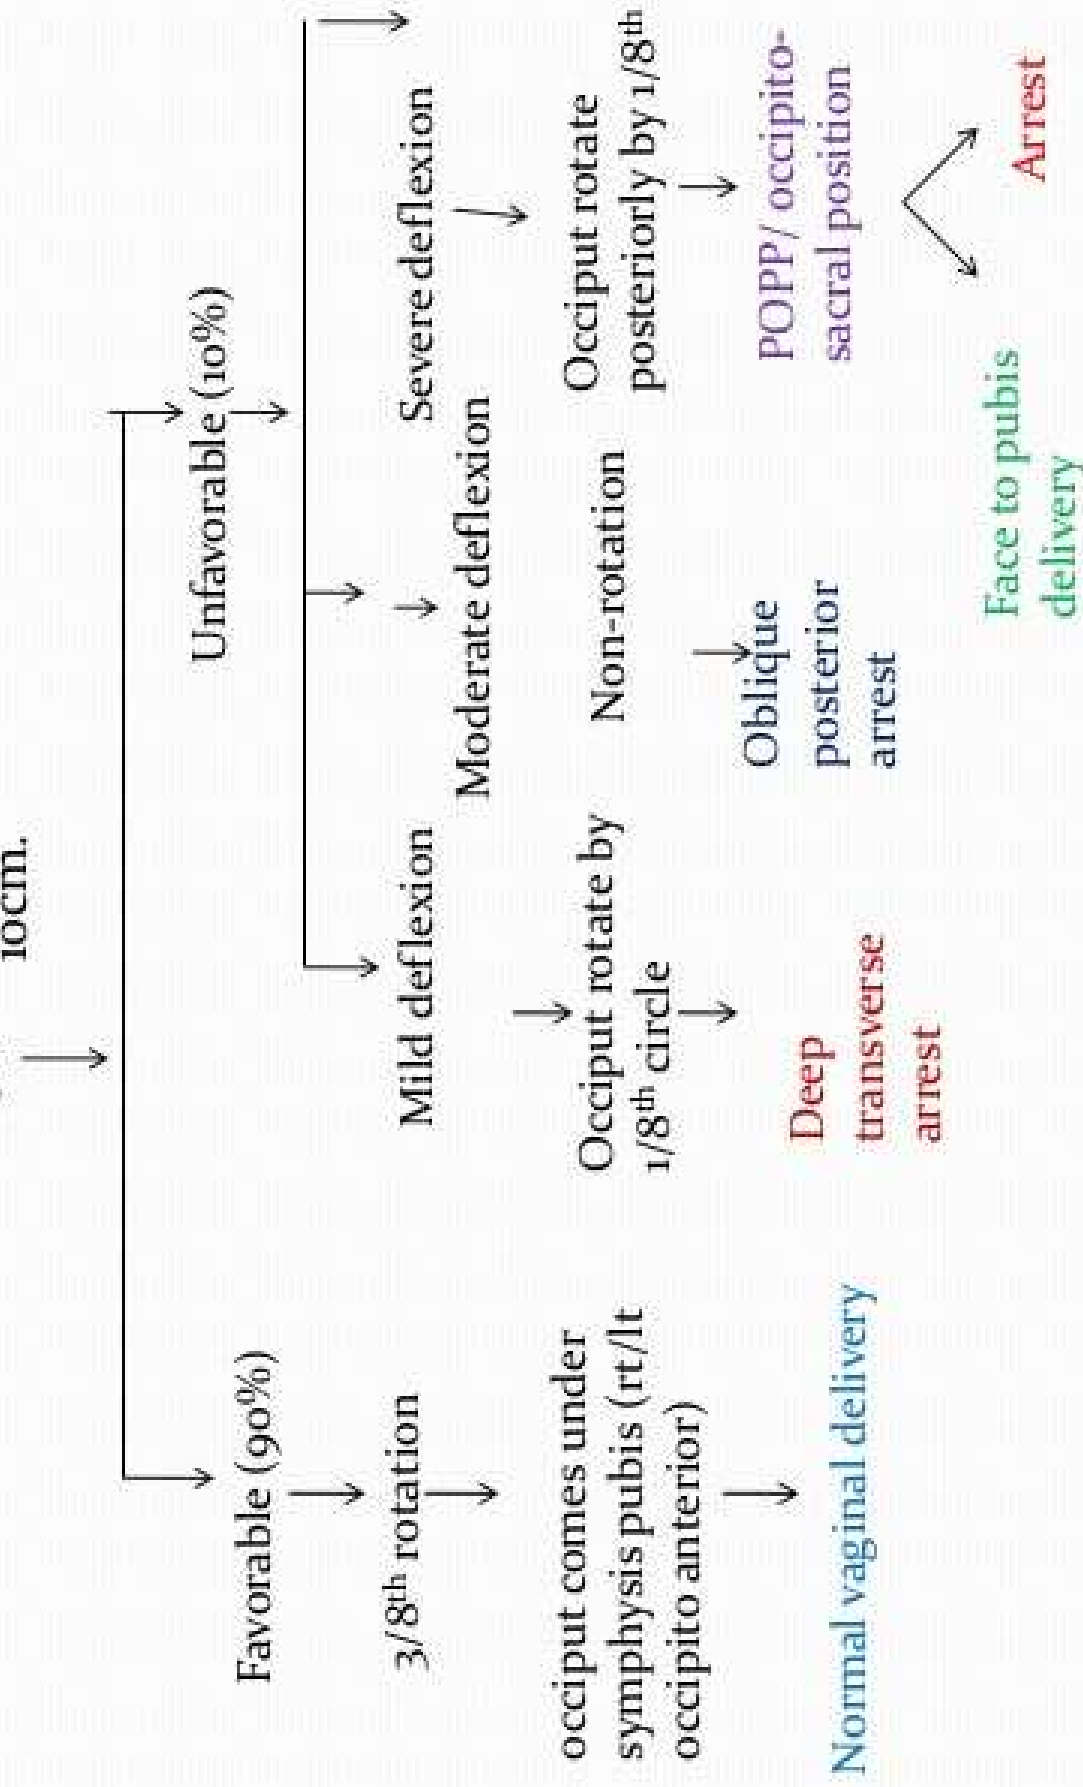 10cm.
Favorable (90%)
3/8th rotation
occiput comes under
symphysis pubis (rt/lt
occipito anterior)
Normal vaginal delivery
Unfavorable (10%)
Mild deflexion
Occiput rotate by
1/8th circle
Deep
transverse
arrest
Moderate deflexion
Non-rotation
Oblique
posterior
arrest
Severe deflexion
Occiput rotate
posteriorly by 1/8th
POPP/ occipito-
sacral position
Face to pubis
delivery
Arrest